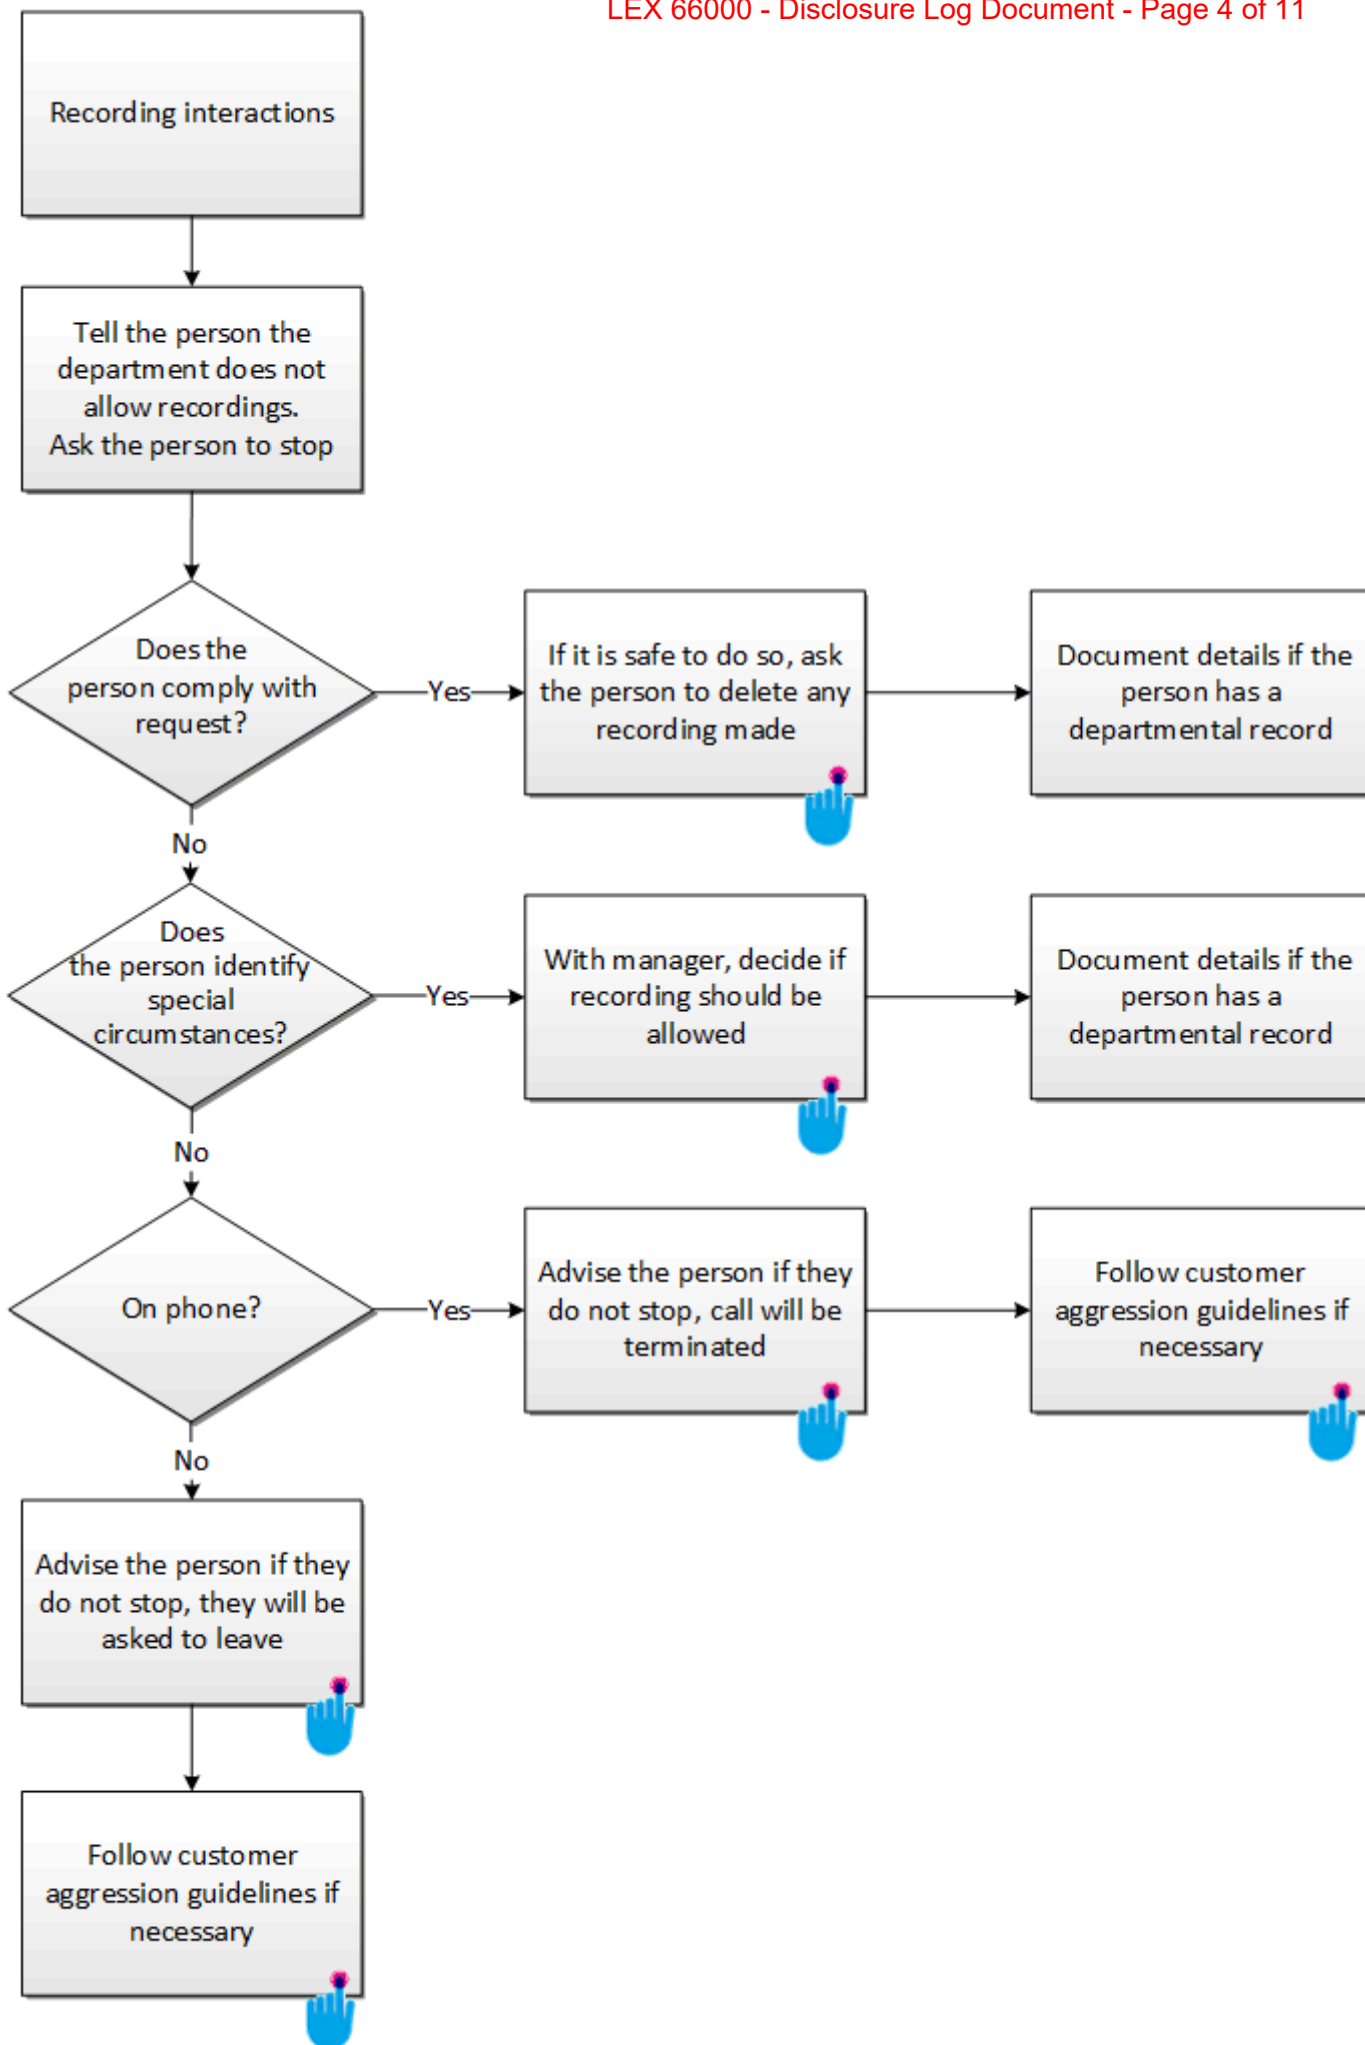 LEX 66000 - Disclosure Log Document - Page 4 of 11
Recording interactions
Tell the person the
department does not
allow recordings.
Ask the person to stop
Does the
person comply with
request?
Yes
If it is safe to do so, ask
the person to delete any
recording made
Document details if the
person has a
departmental record
No
Does
the person identify
special
circumstances?
Yes
With manager, decide if
recording should be
allowed
Document details if the
person has a
departmental record
No
On phone?
Yes
Advise the person if they
do not stop, call will be
terminated
Follow customer
aggression guidelines if
necessary
No
Advise the person if they
do not stop, they will be
asked to leave
Follow customer
aggression guidelines if
necessary